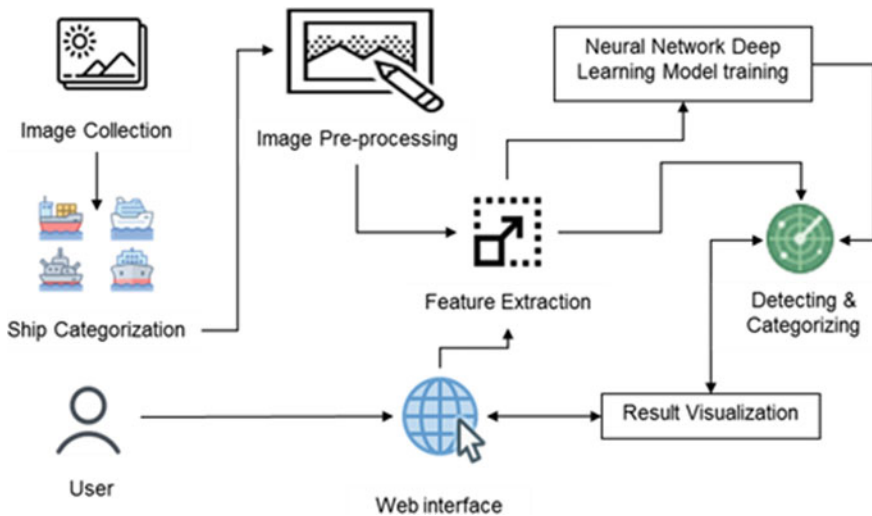 Neural Network Deep
Learning Model training
Image Collection
Image Pre-processing
Feature Extraction
Detecting &
Categorizing
Ship Categorization
Result Visualization
User
Web interface